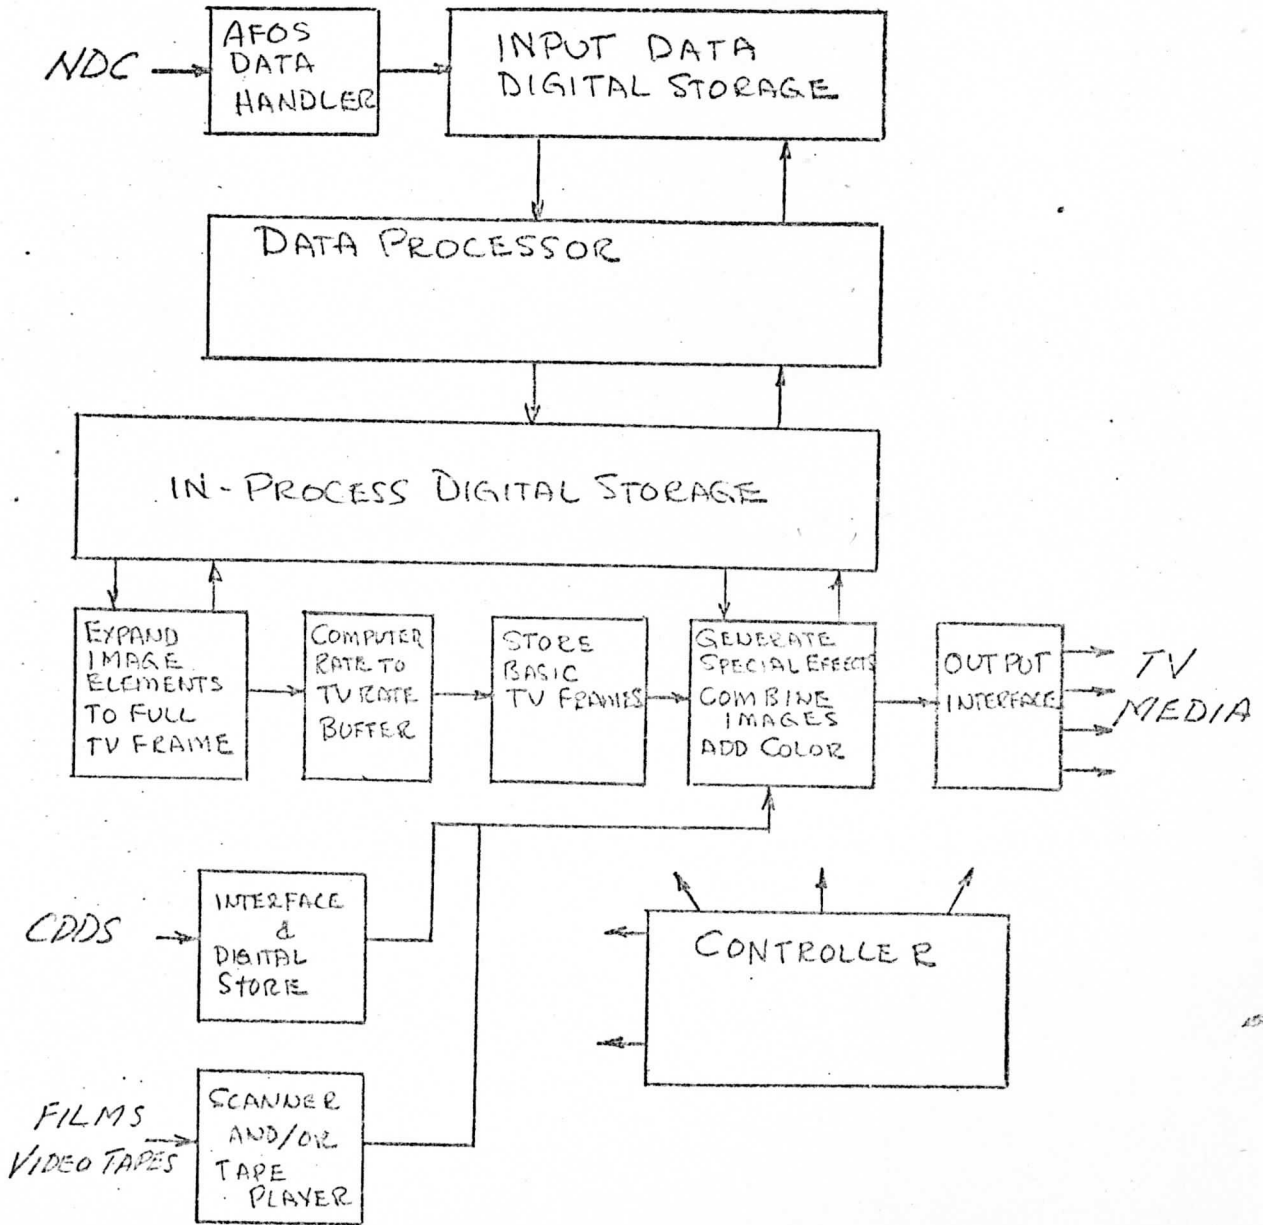 NDC
AFOS
DATA
HANDLER
INPUT DATA
DIGITAL STORAGE
DATA PROCESSOR
IN-PROCESS DIGITAL STORAGE
EXPAND
IMAGE
ELEMENTS
TO FULL
TV FRAME
COMPUTER
RATE TO
TV RATE
BUFFER
STORE
BASIC
TV FRAMES
GENERATE
SPECIAL EFFECTS
COMBINE
IMAGES
ADD COLOR
OUTPUT
INTERFACE
TV
MEDIA
CDDS
INTERFACE
&
DIGITAL
STORE
CONTROLLER
FILMS
VIDEO TAPES
SCANNER
AND/OR
TAPE
PLAYER